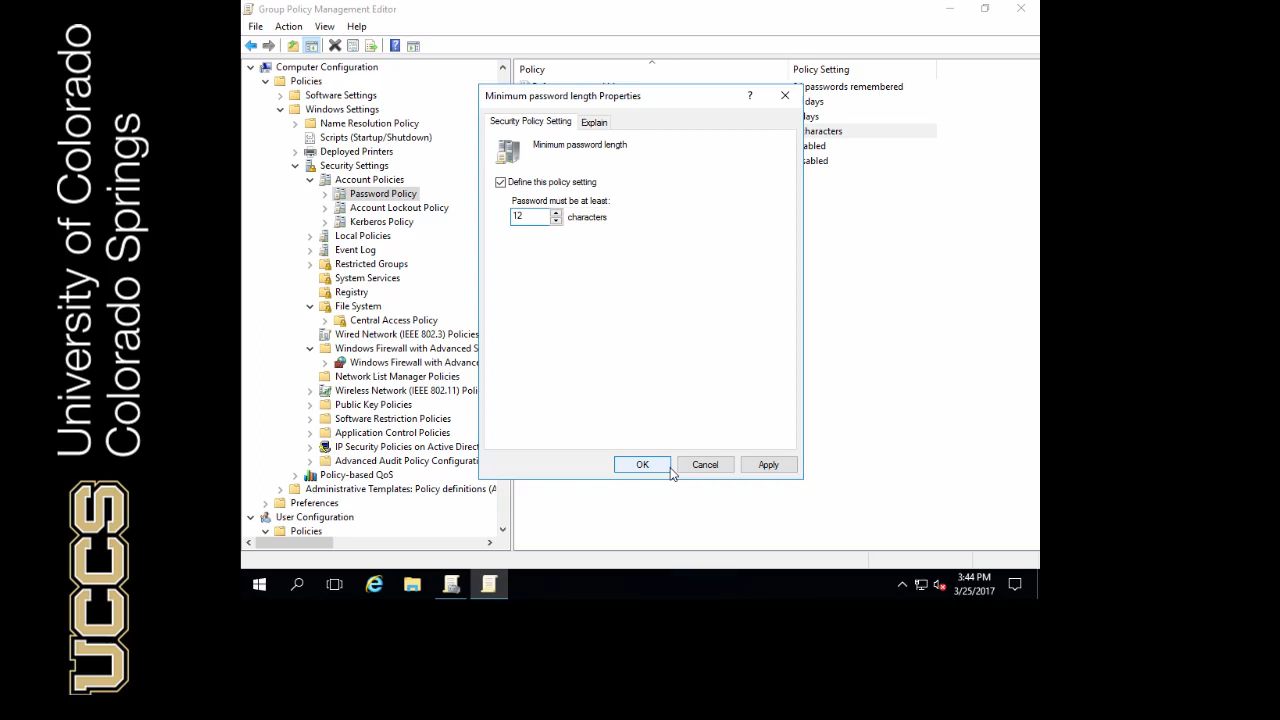 University of Colorado
Colorado Springs
UCCS
Group Policy Management Editor
File Action View Help
Computer Configuration
Policies
Software Settings
Windows Settings
Name Resolution Policy
Scripts (Startup/Shutdown)
Deployed Printers
Security Settings
Account Policies
Password Policy
Account Lockout Policy
Kerberos Policy
Local Policies
Event Log
Restricted Groups
System Services
Registry
File System
Central Access Policy
Wired Network (IEEE 802.3) Policies
Windows Firewall with Advanced S
Windows Firewall with Advance
Network List Manager Policies
Wireless Network (IEEE 802.11) Poli
Public Key Policies
Software Restriction Policies
Application Control Policies
IP Security Policies on Active Direct
Advanced Audit Policy Configurati
Policy-based QoS
Administrative Templates: Policy definitions (A
Preferences
User Configuration
Policies
Policy Policy Setting
passwords remembered
days
days
characters
abled
sabled
Minimum password length Properties
Security Policy Setting Explain
Minimum password length
Define this policy setting
Password must be at least:
12 characters
OK Cancel Apply
3:44 PM
3/25/2017